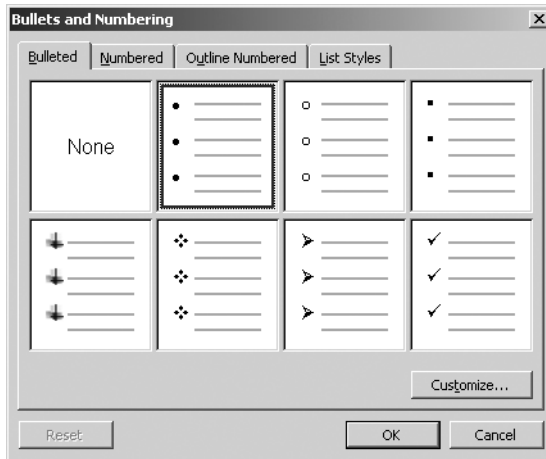 Bullets and Numbering
Bulleted Numbered Outline Numbered List Styles
None
Customize...
Reset OK Cancel